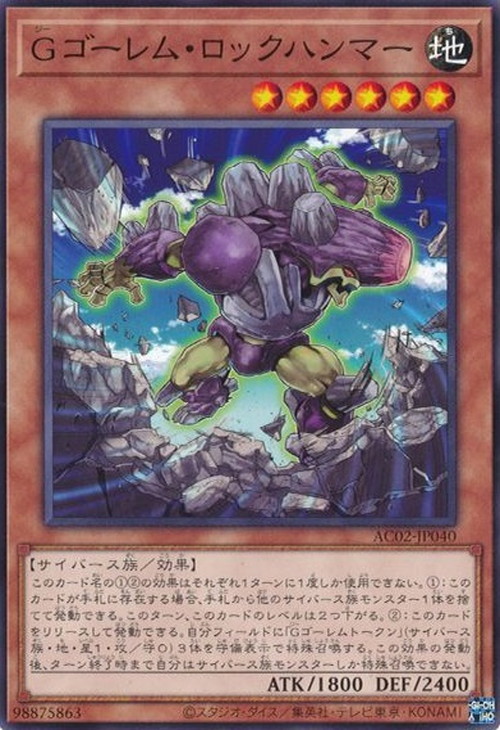 Gゴーレム・ロックハンマー
地
AC02-JP040
【サイバース族／効果】
このカード名の①②の効果はそれぞれ1ターンに1度しか使用できない。①：この
カードが手札に存在する場合、手札から他のサイバース族モンスター1体を捨
てて発動できる。このターン、このカードのレベルは2つ下がる。②：このカード
をリリースして発動できる。自分フィールドに「Gゴーレムトークン」(サイバース
族・地・星1・攻／守0)3体を守備表示で特殊召喚する。この効果の発動
後、ターン終了時まで自分はサイバース族モンスターしか特殊召喚できない。
ATK/1800 DEF/2400
98875863
©スタジオ・ダイス／集英社・テレビ東京・KONAMI